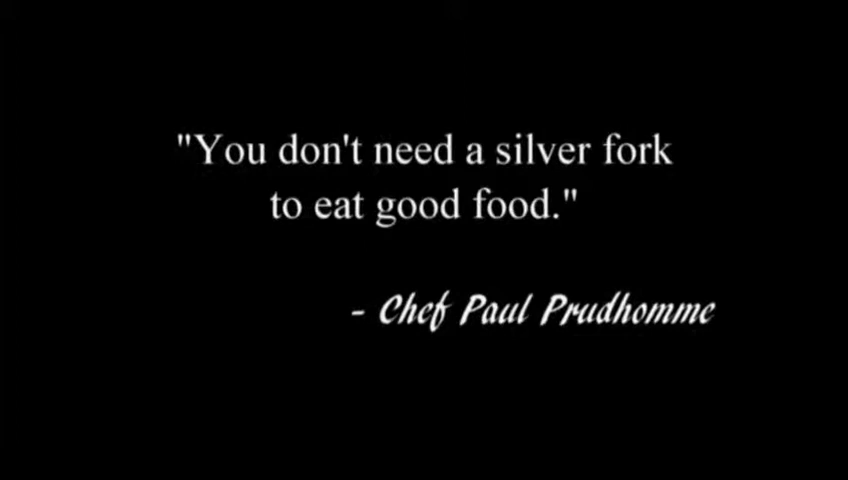 "You don't need a silver fork
to eat good food."
- Chef Paul Prudhomme